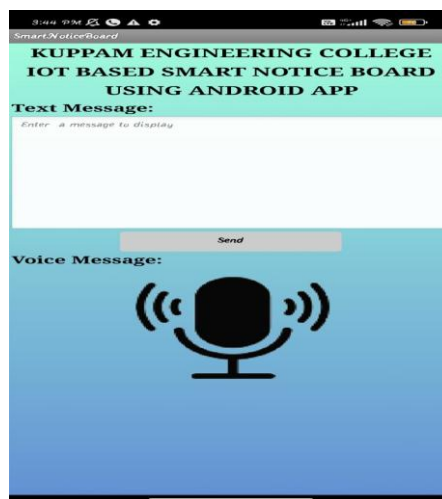 3:44 PM
SmartNoticeBoard
KUPPAM ENGINEERING COLLEGE
IOT BASED SMART NOTICE BOARD
USING ANDROID APP
Text Message:
Enter a message to display
Send
Voice Message: